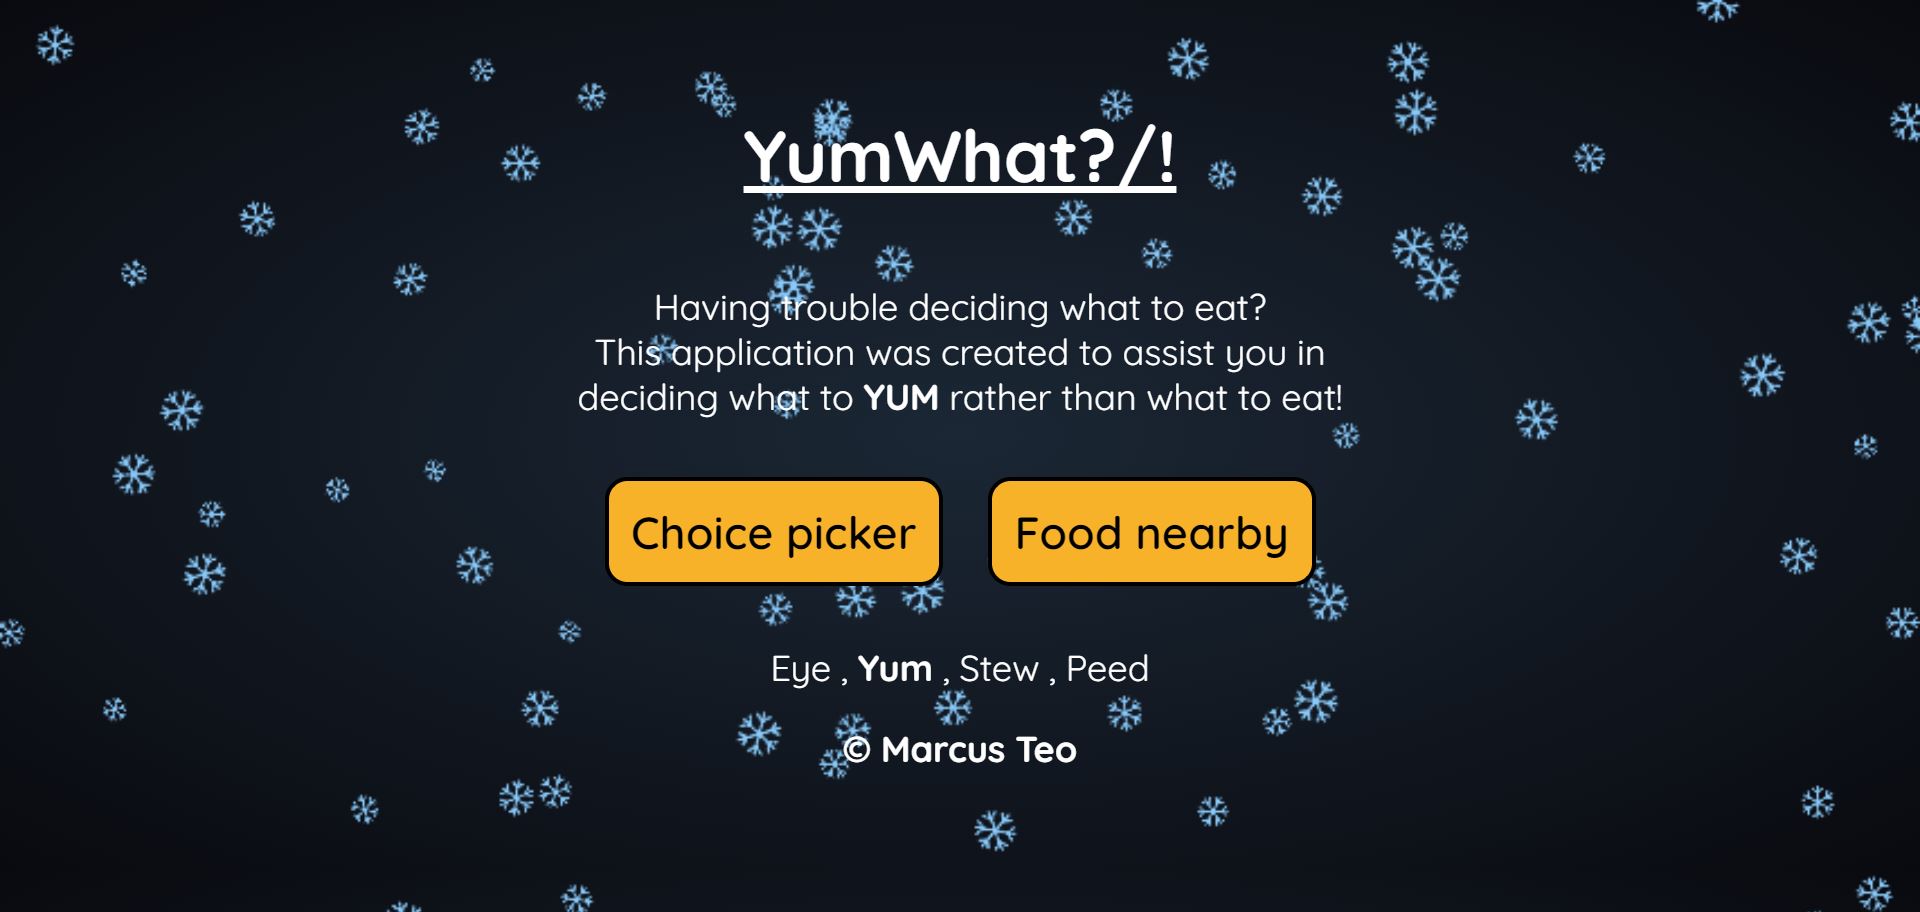 YumWhat?/!
Having trouble deciding what to eat?
This application was created to assist you in
deciding what to YUM rather than what to eat!
Choice picker
Food nearby
Eye , Yum , Stew , Peed
© Marcus Teo